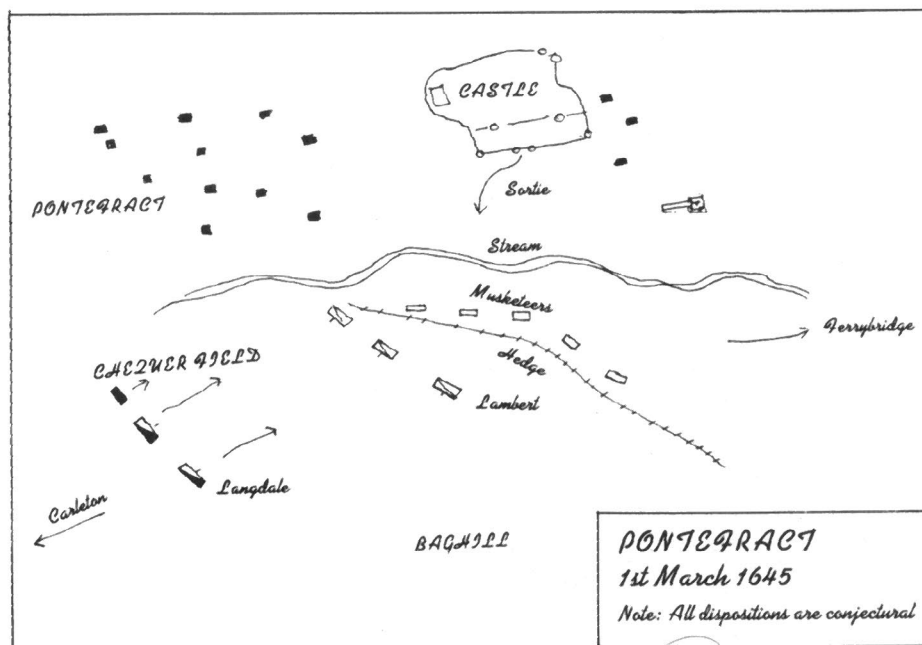 CASTLE
Sortie
PONTEFRACT
Stream
Musketeers
Ferrybridge
Hedge
CHEQUER FIELD
Lambert
Langdale
Carleton
BAGHILL
PONTEFRACT
1st March 1645
Note: All dispositions are conjectural